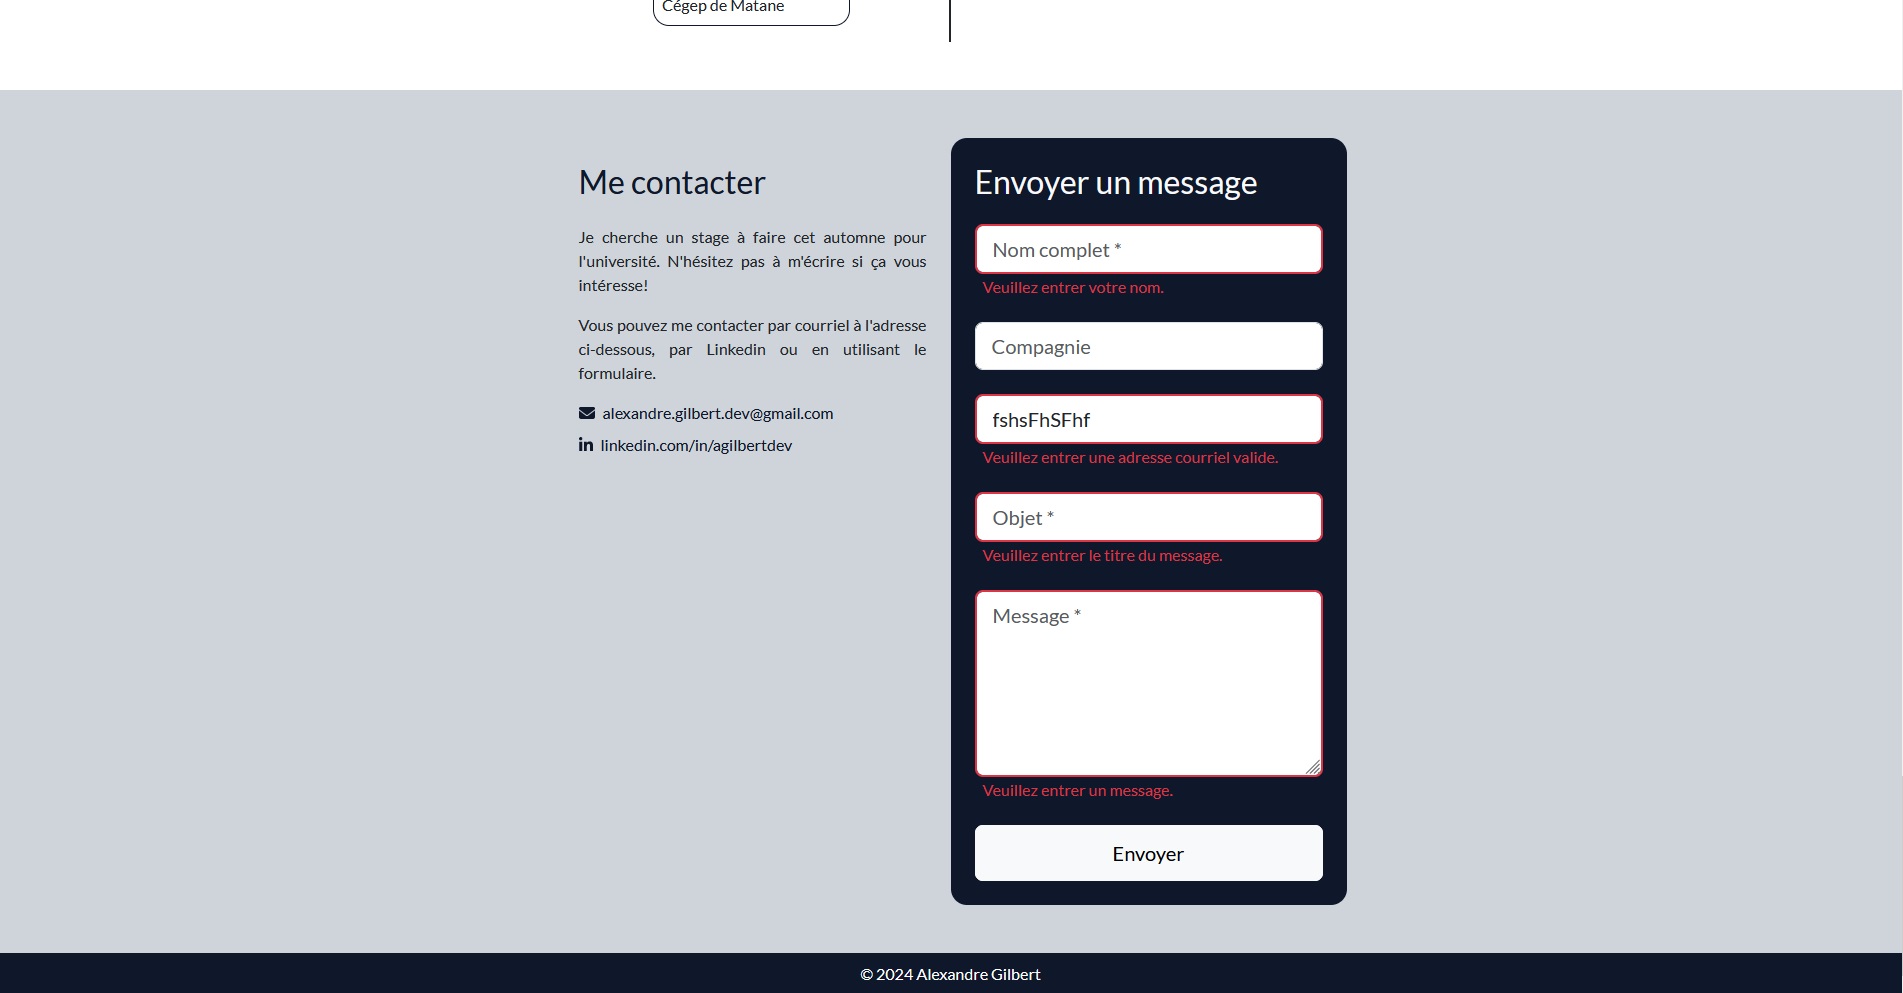 Cégep de Matane
Me contacter
Je cherche un stage à faire cet automne pour
l'université. N'hésitez pas à m'écrire si ça vous
intéresse!
Vous pouvez me contacter par courriel à l'adresse
ci-dessous, par Linkedin ou en utilisant le
formulaire.
alexandre.gilbert.dev@gmail.com
linkedin.com/in/agilbertdev
Envoyer un message
Nom complet *
Veuillez entrer votre nom.
Compagnie
fshsFhSFhf
Veuillez entrer une adresse courriel valide.
Objet *
Veuillez entrer le titre du message.
Message *
Veuillez entrer un message.
Envoyer
© 2024 Alexandre Gilbert